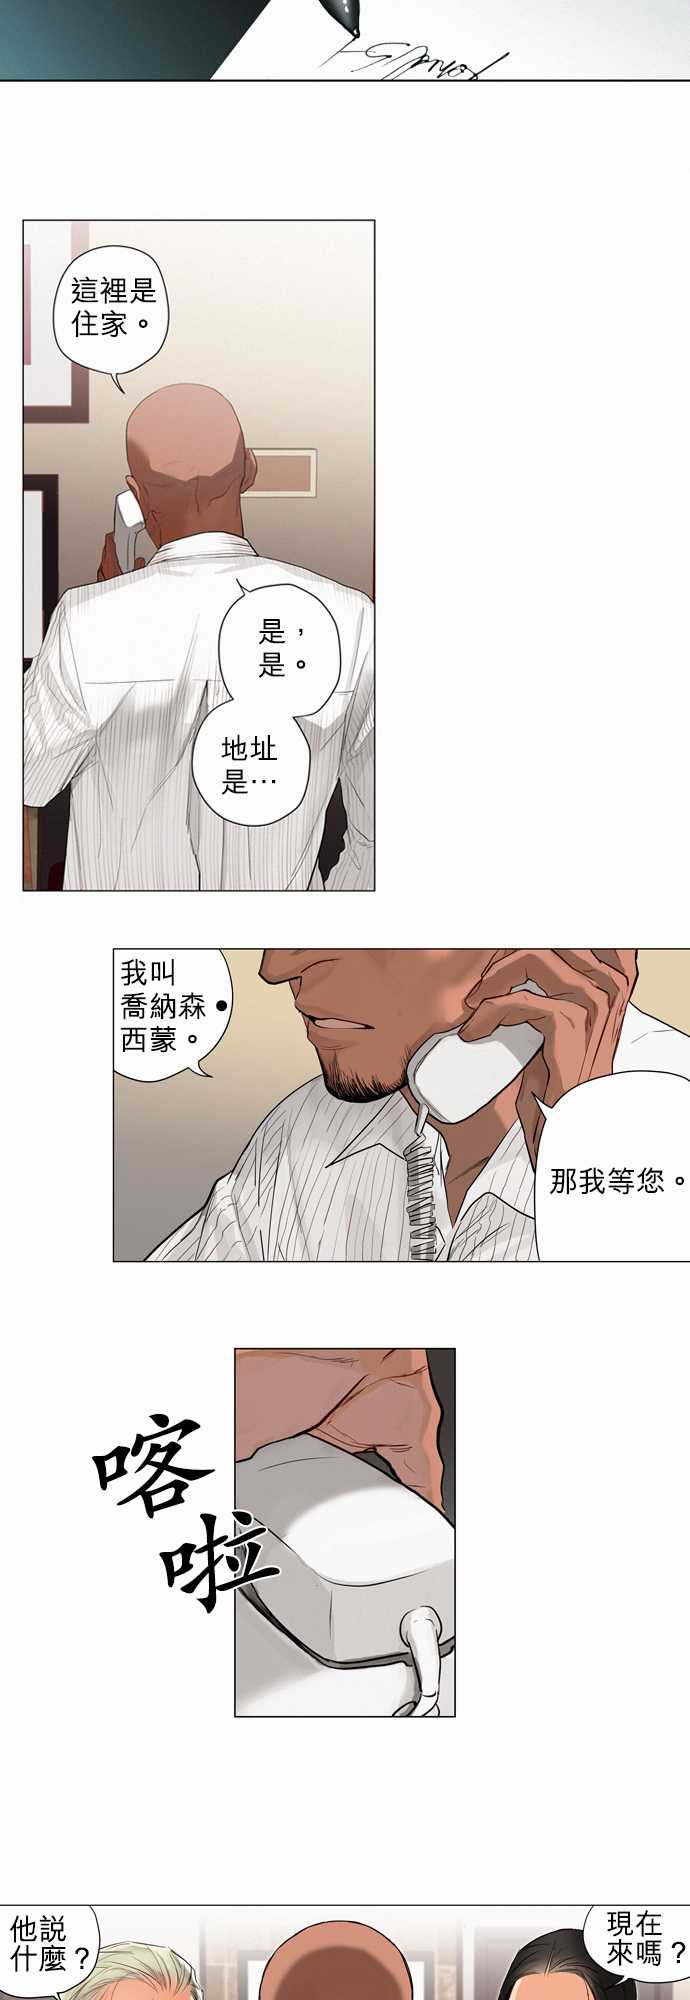 這裡是
住家。
是，
是。
地址
是⋯
我叫
喬納森•
西蒙。
那我等您。
喀
啦
他説
什麼？
現在
來嗎？